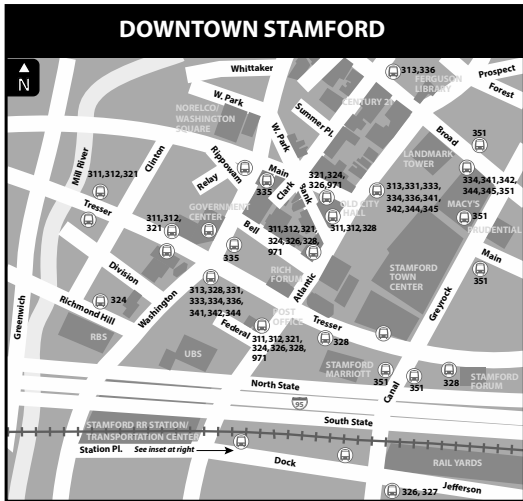 DOWNTOWN STAMFORD
N
Whittaker
313,336
Prospect
FERGUSON
LIBRARY
Forest
W. Park
CENTURY 21
NORELCO/
WASHINGTON
SQUARE
Summer Pl.
W. Park
Broad
351
Mill River
Clinton
Rippowam
LANDMARK
TOWER
Main
311,312,321
Relay
335
Clark
Bank
321,324,
326,971
334,341,342,
344,345,351
313,331,333,
334,336,341,
342,344,345
MACY'S
Tresser
GOVERNMENT
CENTER
OLD CITY
HALL
351
311,312,
321
Bell
311,312,321,
324,326,328,
971
311,312,328
PRUDENTIAL
335
Main
Division
RICH
FORUM
Atlantic
STAMFORD
TOWN
CENTER
351
313,328,331,
333,334,336,
341,342,344
Greenwich
324
Richmond Hill
Washington
POST
OFFICE
Greyrock
Federal
Tresser
RBS
311,312,321,
324,326,328,
971
328
UBS
STAMFORD
MARRIOTT
351
351
328
STAMFORD
FORUM
North State
Canal
95
South State
STAMFORD RR STATION/
TRANSPORTATION CENTER
Station Pl.
See inset at right
Dock
RAIL YARDS
326, 327
Jefferson